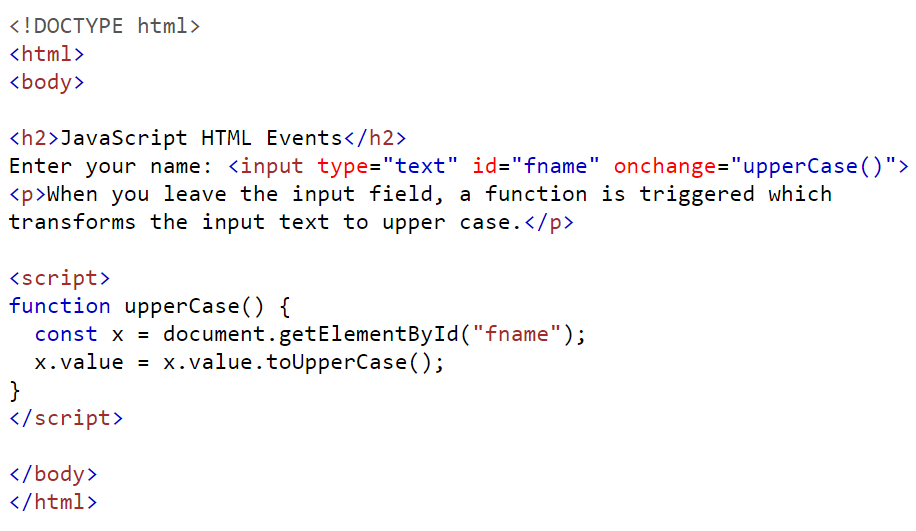 <!DOCTYPE html>
<html>
<body>

<h2>JavaScript HTML Events</h2>
Enter your name: <input type="text" id="fname" onchange="upperCase()">
<p>When you leave the input field, a function is triggered which
transforms the input text to upper case.</p>

<script>
function upperCase() {
  const x = document.getElementById("fname");
  x.value = x.value.toUpperCase();
}
</script>

</body>
</html>